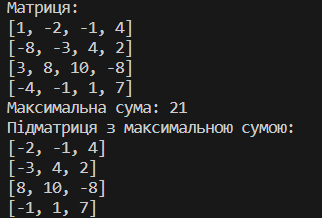 Матриця:
[1, -2, -1, 4]
[-8, -3, 4, 2]
[3, 8, 10, -8]
[-4, -1, 1, 7]
Максимальна сума: 21
Підматриця з максимальною сумою:
[-2, -1, 4]
[-3, 4, 2]
[8, 10, -8]
[-1, 1, 7]